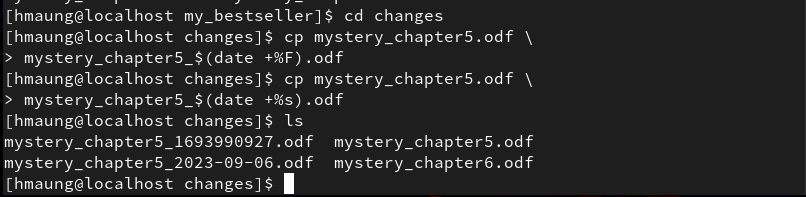 [hmaung@localhost my_bestseller]$ cd changes
[hmaung@localhost changes]$ cp mystery_chapter5.odf \
> mystery_chapter5_$(date +%F).odf
[hmaung@localhost changes]$ cp mystery_chapter5.odf \
> mystery_chapter5_$(date +%s).odf
[hmaung@localhost changes]$ ls
mystery_chapter5_1693990927.odf  mystery_chapter5.odf
mystery_chapter5_2023-09-06.odf  mystery_chapter6.odf
[hmaung@localhost changes]$